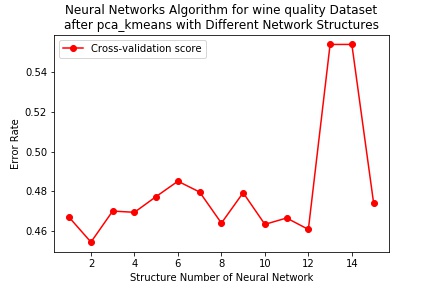 Neural Networks Algorithm for wine quality Dataset
after pca_kmeans with Different Network Structures
Cross-validation score
Error Rate
0.54
0.52
0.50
0.48
0.46
2 4 6 8 10 12 14
Structure Number of Neural Network